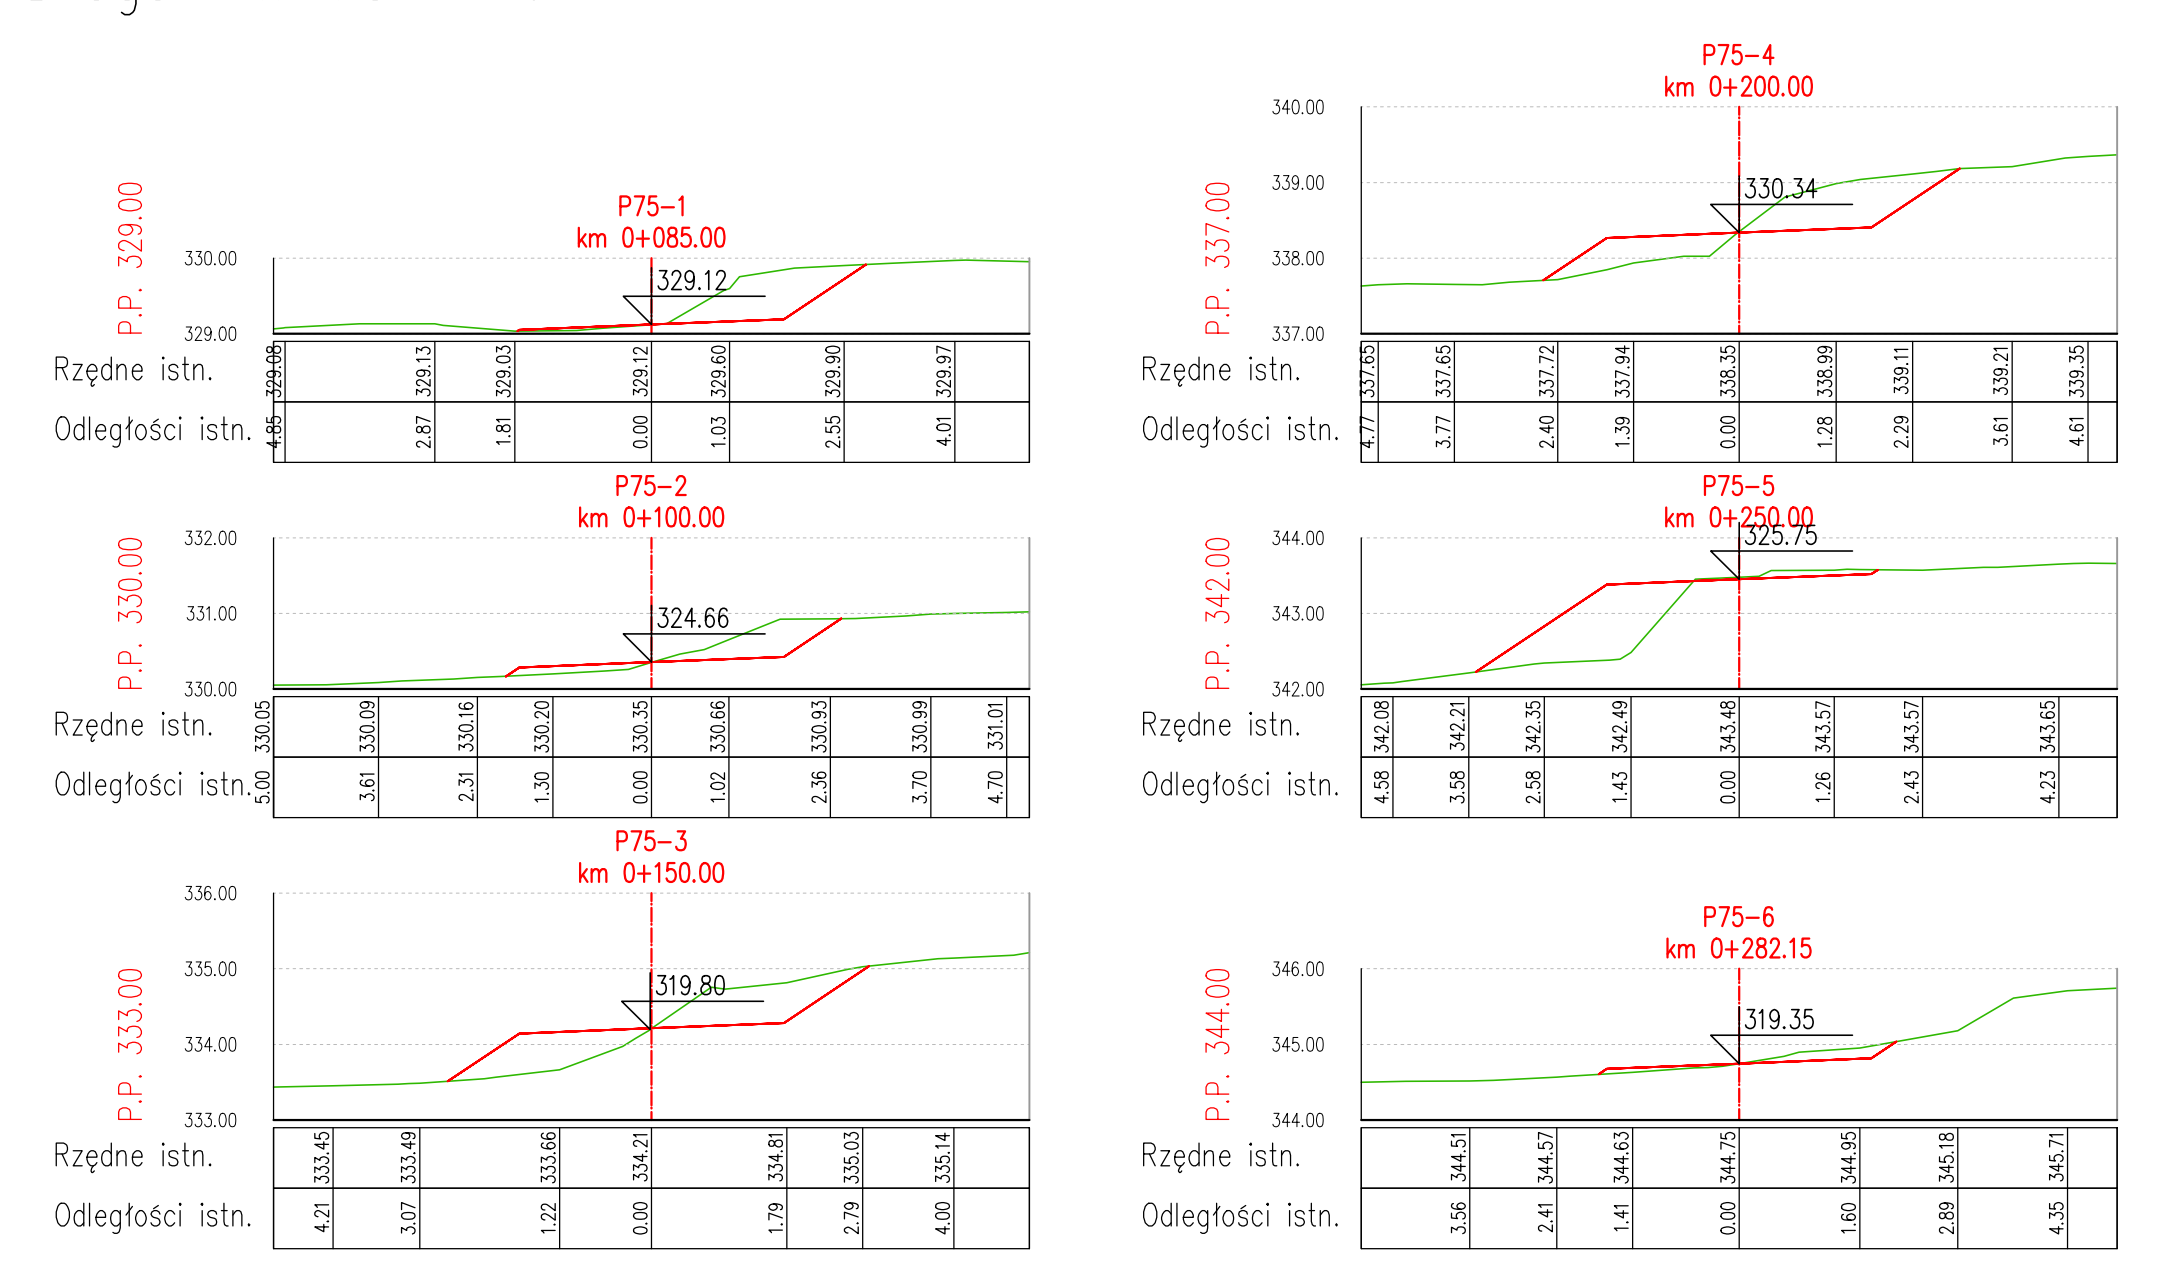 P75-1
km 0+085.00
P.P. 329.00
330.00
329.12
329.00
Rzędne istn. 329.08 329.13 329.03 329.12 329.60 329.90 329.97
Odległości istn. 4.85 2.87 1.81 0.00 1.03 2.55 4.01
P75-2
km 0+100.00
P.P. 330.00
332.00
331.00
324.66
330.00
Rzędne istn. 330.05 330.09 330.16 330.20 330.35 330.66 330.93 330.99 331.01
Odległości istn. 5.00 3.61 2.31 1.30 0.00 1.02 2.36 3.70 4.70
P75-3
km 0+150.00
P.P. 333.00
336.00
335.00
319.80
334.00
333.00
Rzędne istn. 333.45 333.49 333.66 334.21 334.81 335.03 335.14
Odległości istn. 4.21 3.07 1.22 0.00 1.79 2.79 4.00
P75-4
km 0+200.00
P.P. 337.00
340.00
339.00
330.34
338.00
337.00
Rzędne istn. 337.65 337.65 337.72 337.94 338.35 338.99 339.11 339.21 339.35
Odległości istn. 4.77 3.77 2.40 1.39 0.00 1.28 2.29 3.61 4.61
P75-5
km 0+250.00
P.P. 342.00
325.75
344.00
343.00
342.00
Rzędne istn. 342.08 342.21 342.35 342.49 343.48 343.57 343.57 343.65
Odległości istn. 4.58 3.58 2.58 1.43 0.00 1.26 2.43 4.23
P75-6
km 0+282.15
P.P. 344.00
346.00
319.35
345.00
344.00
Rzędne istn. 344.51 344.57 344.63 344.75 344.95 345.18 345.71
Odległości istn. 3.56 2.41 1.41 0.00 1.60 2.89 4.35